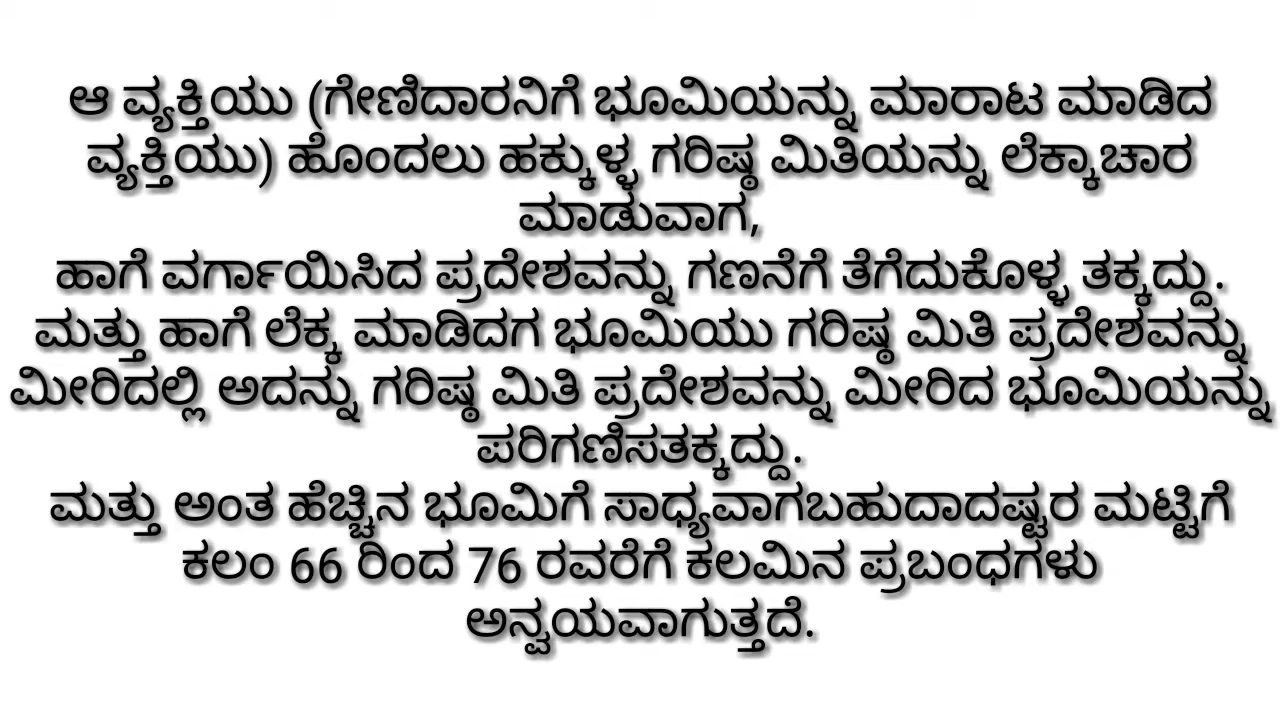 ಆ ವ್ಯಕ್ತಿಯು (ಗೇಣಿದಾರನಿಗೆ ಭೂಮಿಯನ್ನು ಮಾರಾಟ ಮಾಡಿದ
ವ್ಯಕ್ತಿಯು) ಹೊಂದಲು ಹಕ್ಕುಳ್ಳ ಗರಿಷ್ಠ ಮಿತಿಯನ್ನು ಲೆಕ್ಕಾಚಾರ
ಮಾಡುವಾಗ,
ಹಾಗೆ ವರ್ಗಾಯಿಸಿದ ಪ್ರದೇಶವನ್ನು ಗಣನೆಗೆ ತೆಗೆದುಕೊಳ್ಳ ತಕ್ಕದ್ದು.
ಮತ್ತು ಹಾಗೆ ಲೆಕ್ಕ ಮಾಡಿದಗ ಭೂಮಿಯು ಗರಿಷ್ಠ ಮಿತಿ ಪ್ರದೇಶವನ್ನು
ಮೀರಿದಲ್ಲಿ ಅದನ್ನು ಗರಿಷ್ಠ ಮಿತಿ ಪ್ರದೇಶವನ್ನು ಮೀರಿದ ಭೂಮಿಯನ್ನು
ಪರಿಗಣಿಸತಕ್ಕದ್ದು.
ಮತ್ತು ಅಂತ ಹೆಚ್ಚಿನ ಭೂಮಿಗೆ ಸಾಧ್ಯವಾಗಬಹುದಾದಷ್ಟರ ಮಟ್ಟಿಗೆ
ಕಲಂ 66 ರಿಂದ 76 ರವರೆಗೆ ಕಲಮಿನ ಪ್ರಬಂಧಗಳು
ಅನ್ವಯವಾಗುತ್ತದೆ.